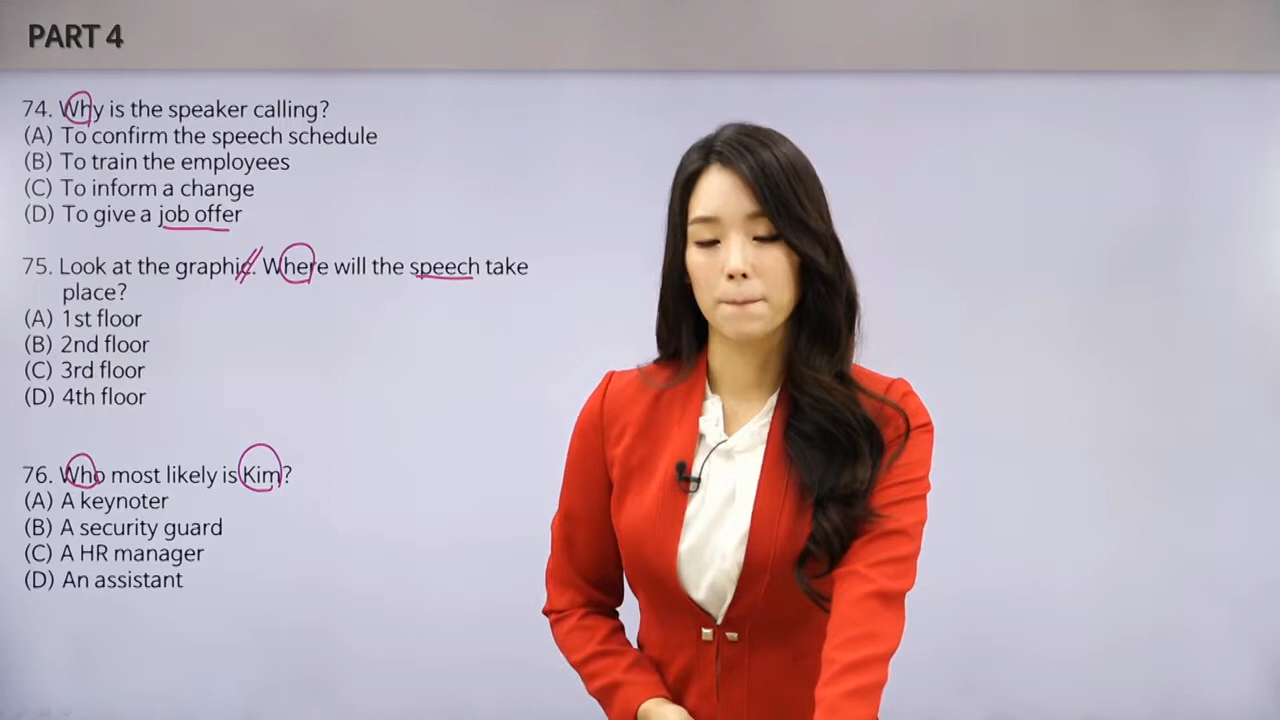 PART 4
74. Why is the speaker calling?
(A) To confirm the speech schedule
(B) To train the employees
(C) To inform a change
(D) To give a job offer
75. Look at the graphic. Where will the speech take
place?
(A) 1st floor
(B) 2nd floor
(C) 3rd floor
(D) 4th floor
76. Who most likely is Kim?
(A) A keynoter
(B) A security guard
(C) A HR manager
(D) An assistant